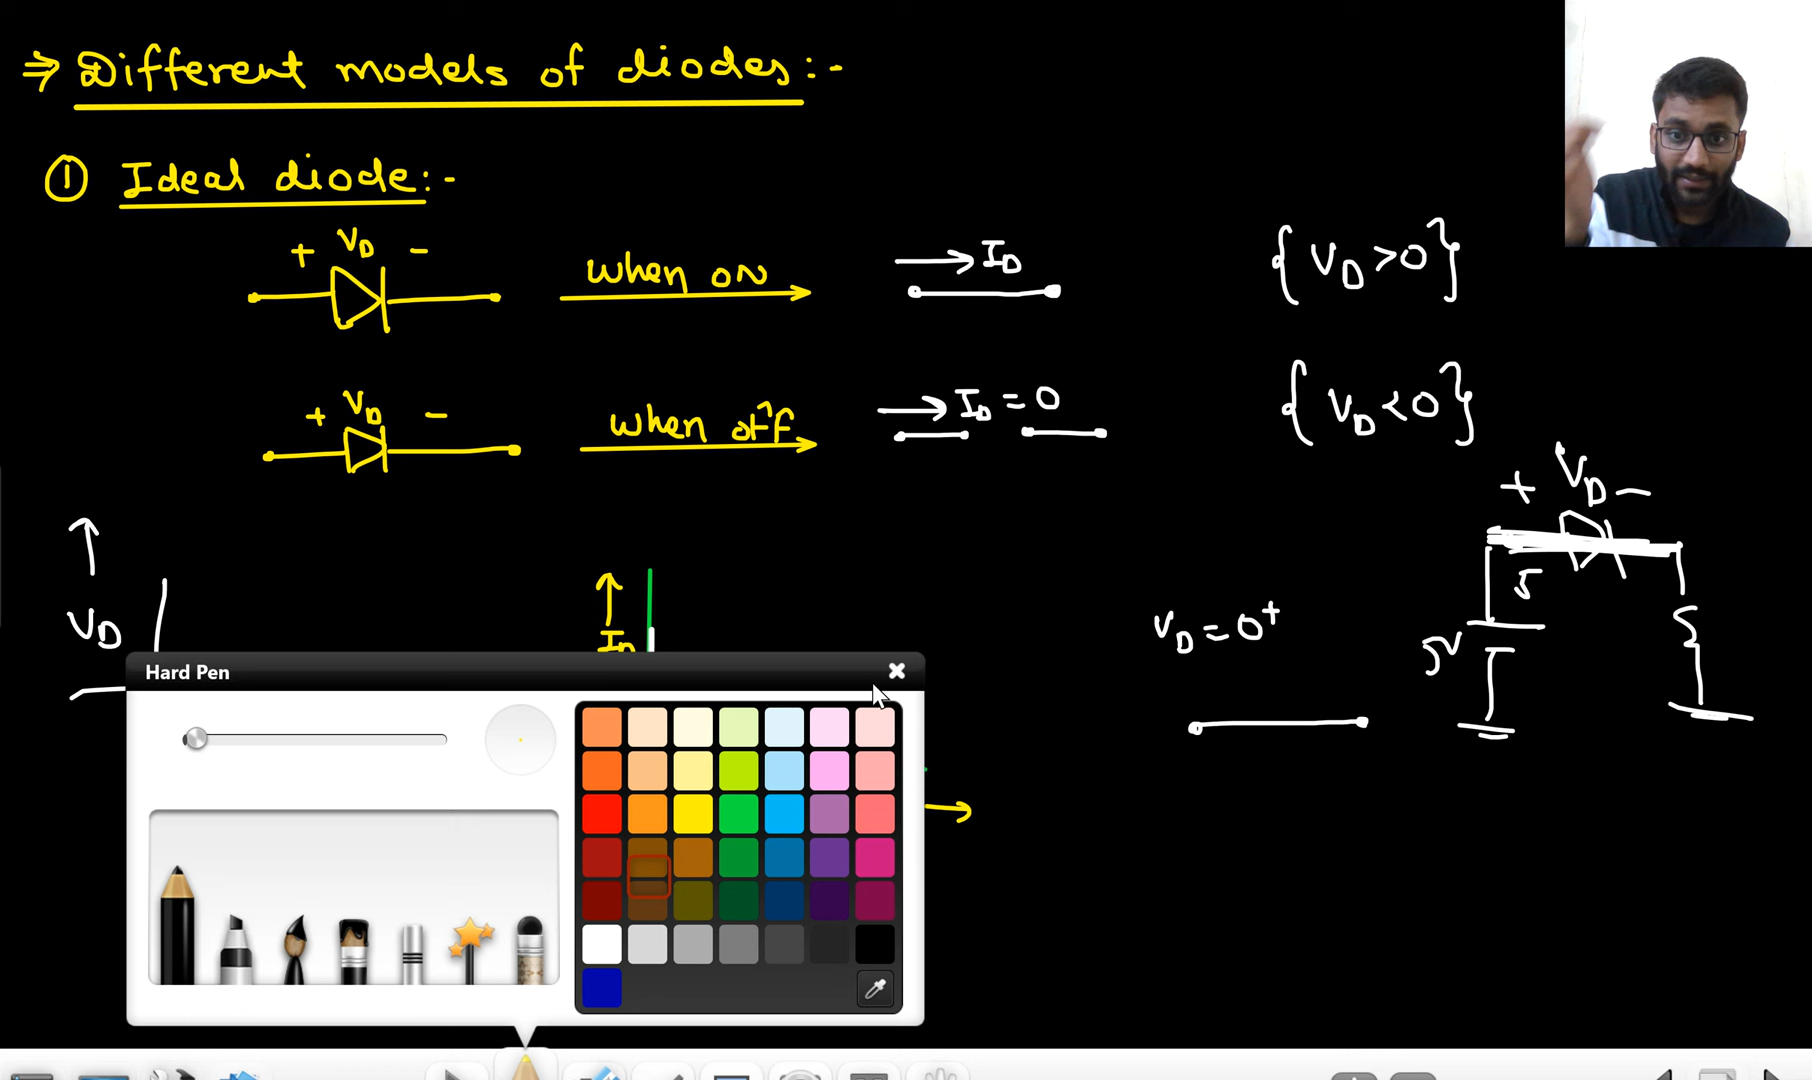 ⇒ Different models of diodes:-
① Ideal diode:-
+ VD -
when on
→ ID
{ VD > 0 }
+ VD -
when off
→ ID = 0
{ VD < 0 }
+ VD -
↑
VD
↑
ID
VD = 0+
5
5V
Hard Pen